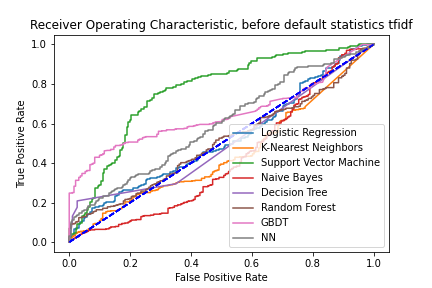 Receiver Operating Characteristic, before default statistics tfidf
1.0
0.8
0.6
0.4
0.2
0.0
True Positive Rate
Logistic Regression
K-Nearest Neighbors
Support Vector Machine
Naive Bayes
Decision Tree
Random Forest
GBDT
NN
0.0 0.2 0.4 0.6 0.8 1.0
False Positive Rate